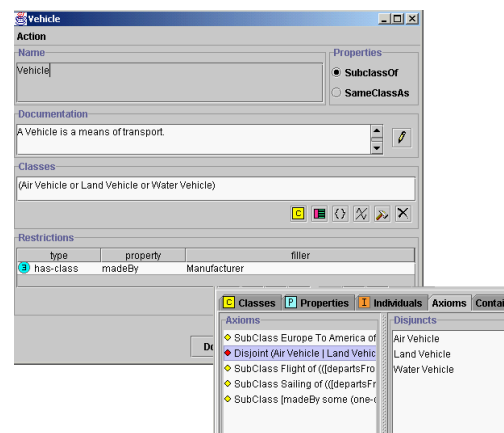 Vehicle
Action
Name
Properties
Vehicle
SubclassOf
SameClassAs
Documentation
A Vehicle is a means of transport.
Classes
(Air Vehicle or Land Vehicle or Water Vehicle)
C {}
Restrictions
type property filler
3 has-class madeBy Manufacturer
C Classes P Properties I Individuals Axioms Contai
Axioms Disjuncts
SubClass Europe To America of
Air Vehicle
Disjoint (Air Vehicle | Land Vehic
Land Vehicle
SubClass Flight of (([departsFro
Water Vehicle
SubClass Sailing of (([departsFr
SubClass [madeBy some (one-